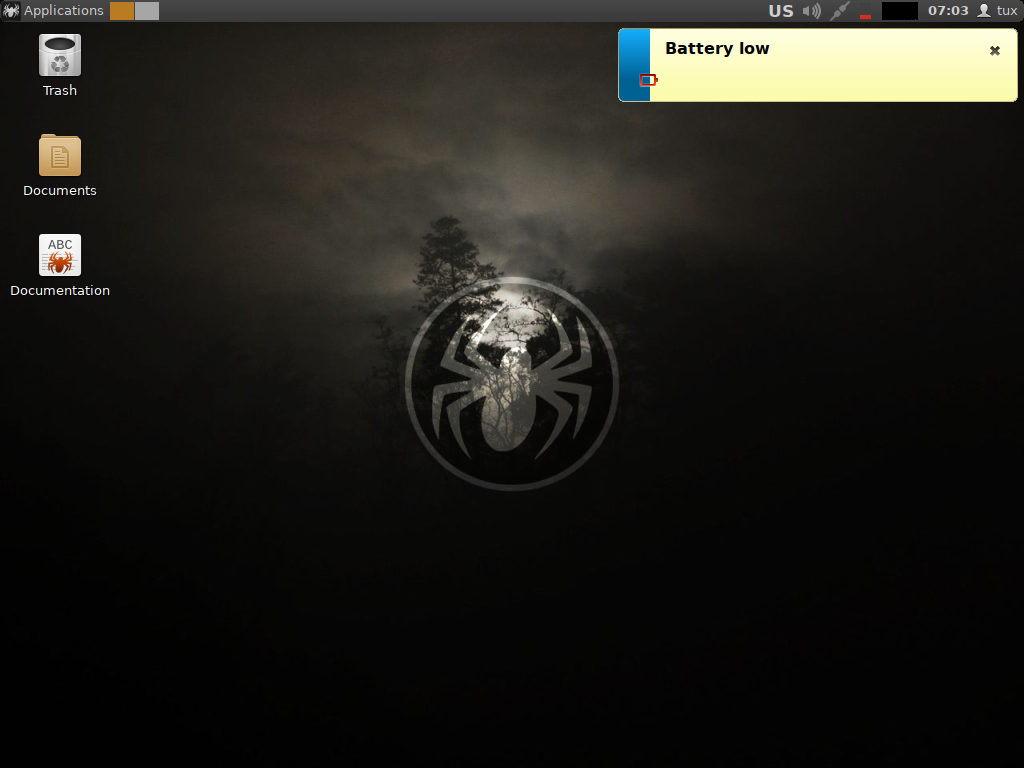 Applications
US
07:03
tux
Battery low
Trash
Documents
ABC
Documentation